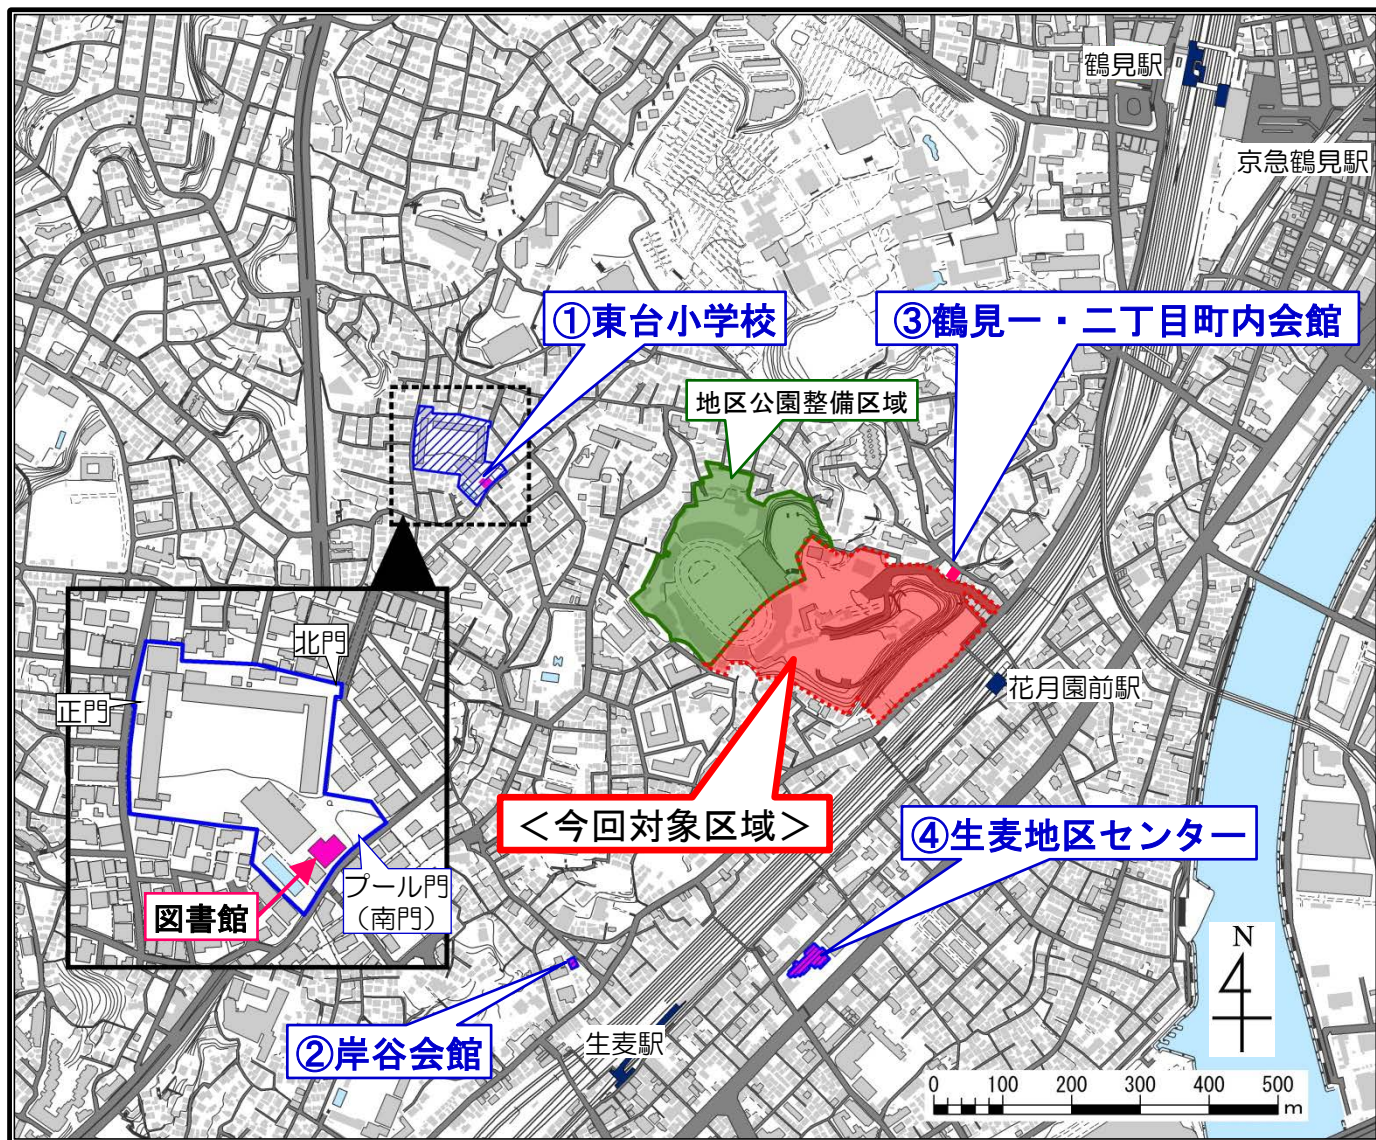 鶴見駅
京急鶴見駅
①東台小学校
③鶴見一・二丁目町内会館
地区公園整備区域
北門
正門
花月園前駅
<今回対象区域>
④生麦地区センター
プール門
(南門)
図書館
N
②岸谷会館
生麦駅
0 100 200 300 400 500
m